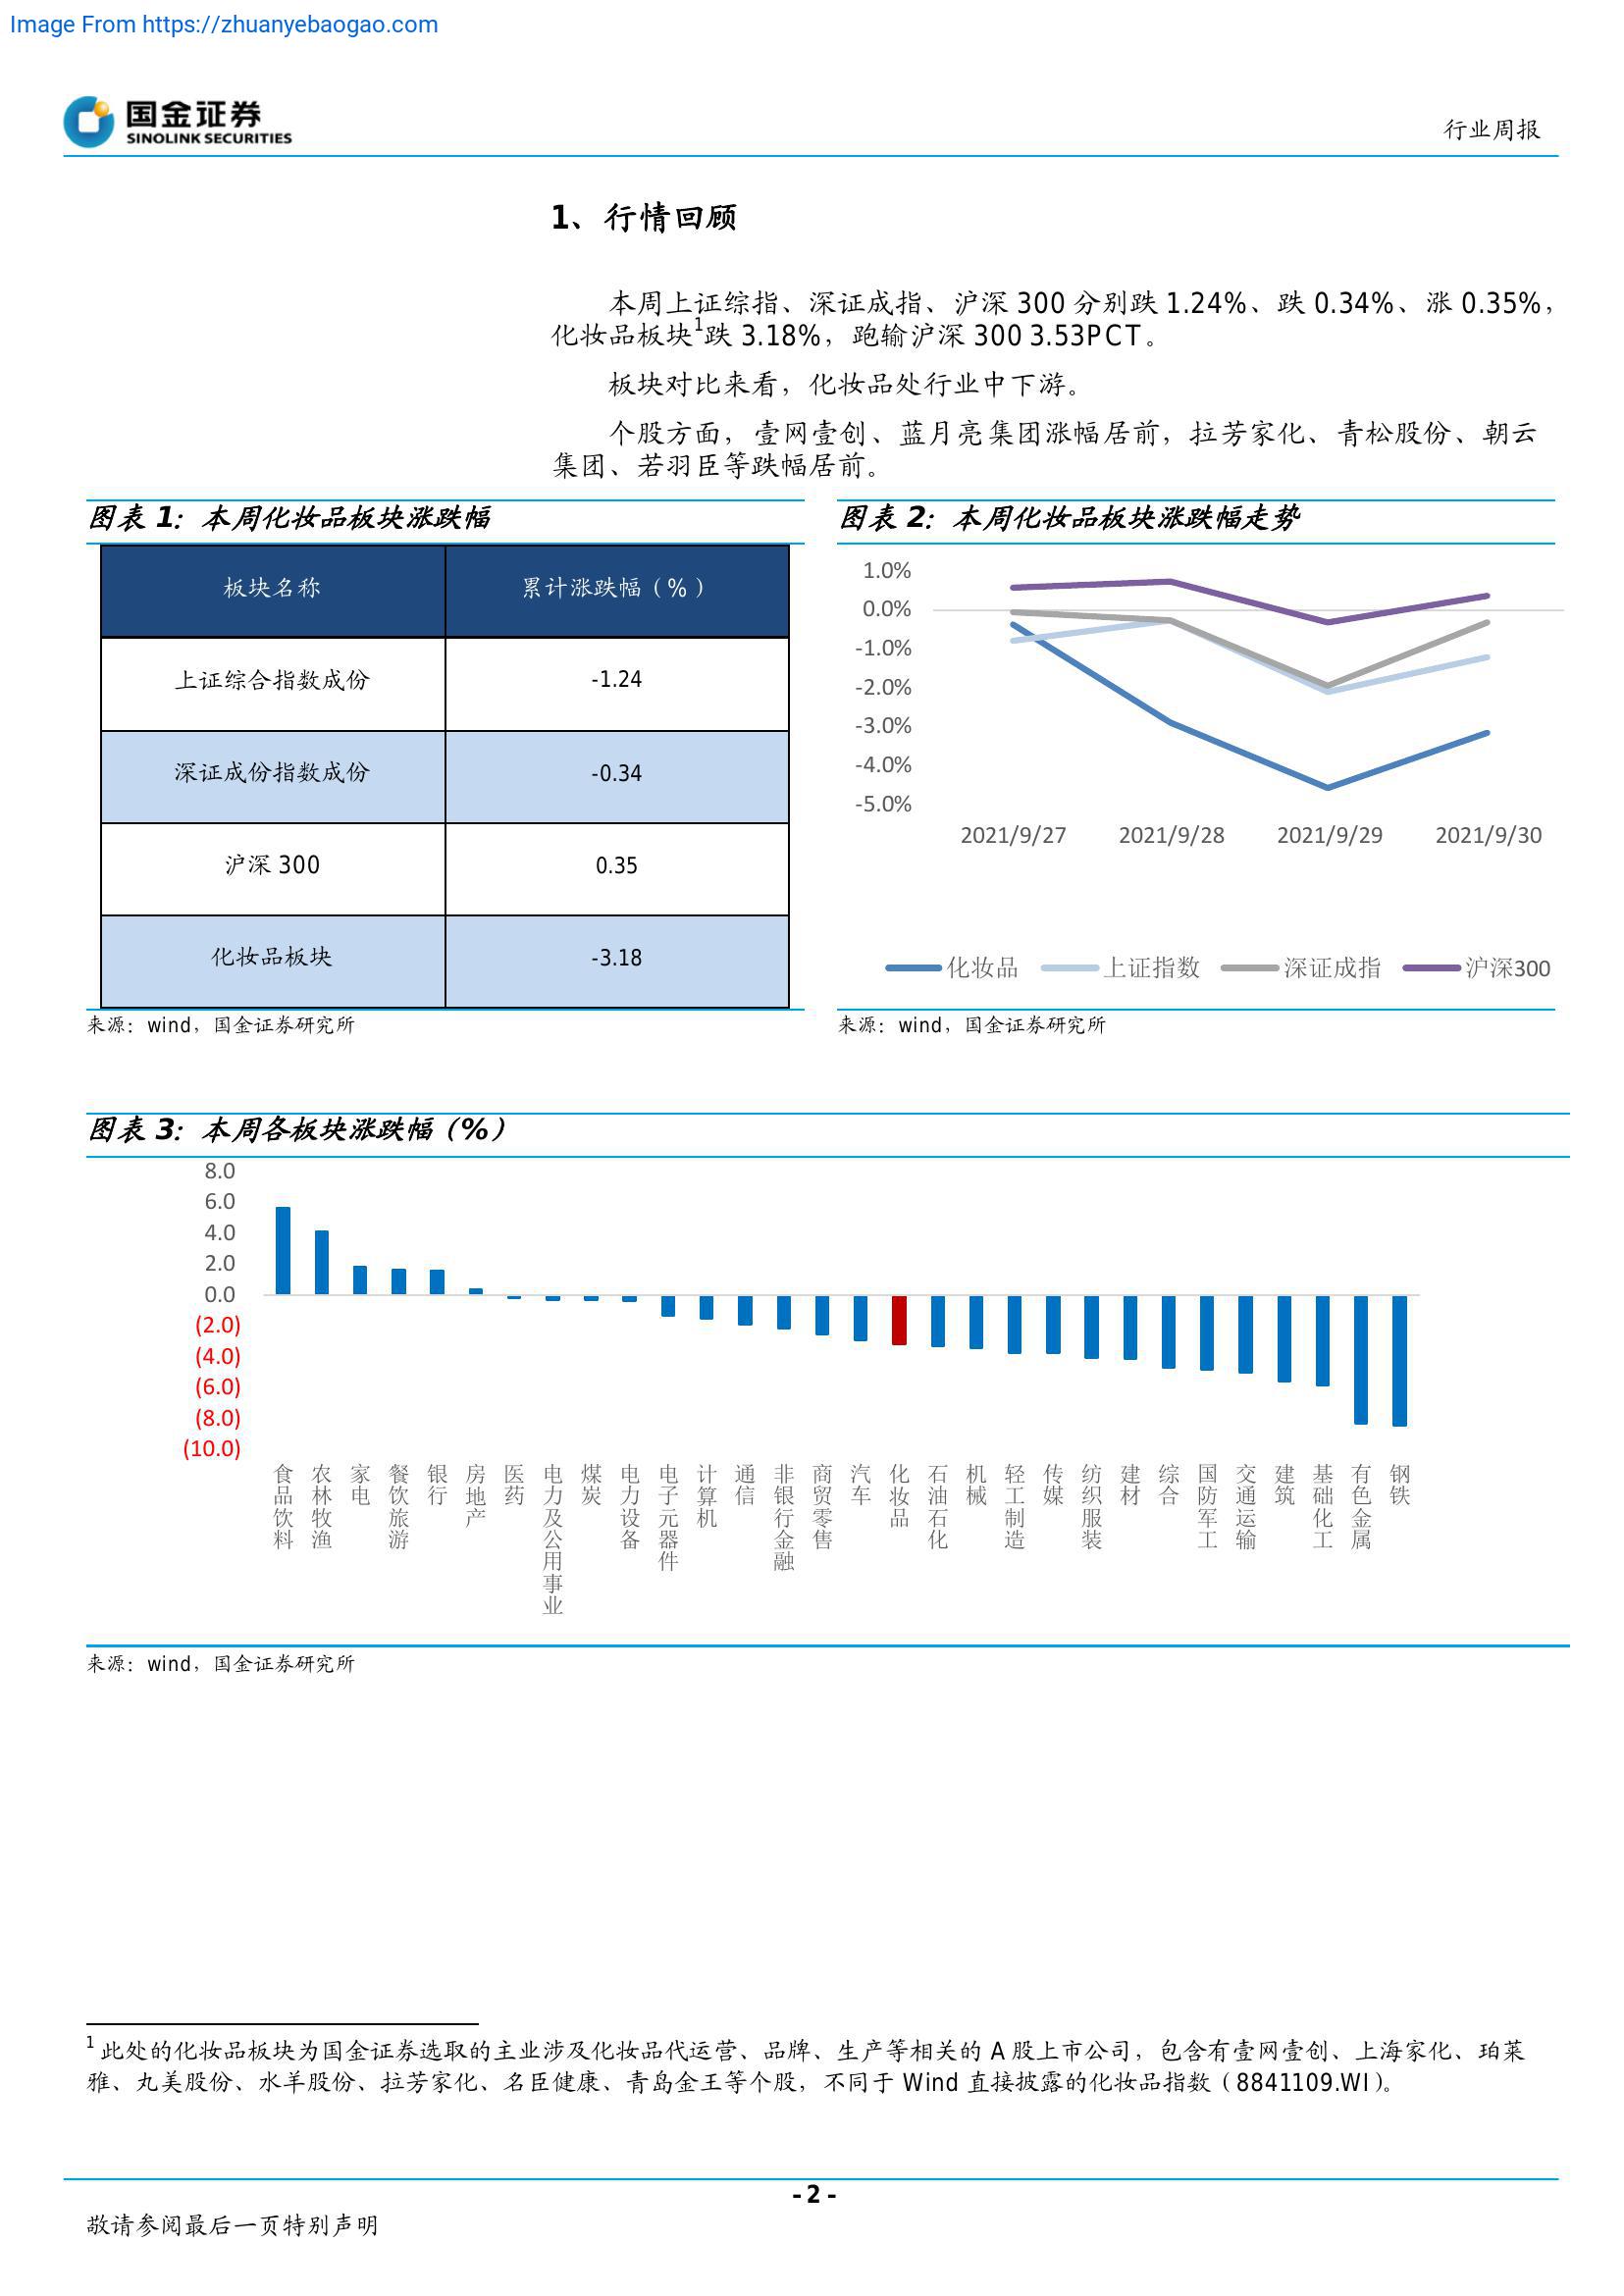 Image From https://zhuanyebaogao.com
国金证券
SINOLINK SECURITIES
行业周报
1、行情回顾
本周上证综指、深证成指、沪深 300 分别跌 1.24%、跌 0.34%、涨 0.35%，
化妆品板块1跌 3.18%，跑输沪深 300 3.53PCT。
板块对比来看，化妆品处行业中下游。
个股方面，壹网壹创、蓝月亮集团涨幅居前，拉芳家化、青松股份、朝云
集团、若羽臣等跌幅居前。
图表 1：本周化妆品板块涨跌幅
板块名称 累计涨跌幅（%）
上证综合指数成份 -1.24
深证成份指数成份 -0.34
沪深 300 0.35
化妆品板块 -3.18
来源：wind，国金证券研究所
图表 2：本周化妆品板块涨跌幅走势
1.0%
0.0%
-1.0%
-2.0%
-3.0%
-4.0%
-5.0%
2021/9/27 2021/9/28 2021/9/29 2021/9/30
化妆品 上证指数 深证成指 沪深300
来源：wind，国金证券研究所
图表 3：本周各板块涨跌幅（%）
8.0
6.0
4.0
2.0
0.0
(2.0)
(4.0)
(6.0)
(8.0)
(10.0)
食品饮料
农林牧渔
家电
餐饮旅游
银行
房地产
医药
电力及公用事业
煤炭
电力设备
电子元器件
计算机
通信
非银行金融
商贸零售
汽车
化妆品
石油石化
机械
轻工制造
传媒
纺织服装
建材
综合
国防军工
交通运输
建筑
基础化工
有色金属
钢铁
来源：wind，国金证券研究所
1 此处的化妆品板块为国金证券选取的主业涉及化妆品代运营、品牌、生产等相关的 A 股上市公司，包含有壹网壹创、上海家化、珀莱
雅、丸美股份、水羊股份、拉芳家化、名臣健康、青岛金王等个股，不同于 Wind 直接披露的化妆品指数（8841109.WI）。
- 2 -
敬请参阅最后一页特别声明